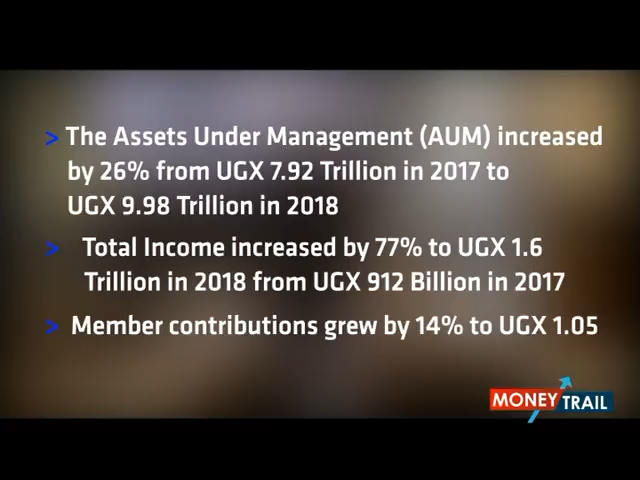 > The Assets Under Management (AUM) increased
by 26% from UGX 7.92 Trillion in 2017 to
UGX 9.98 Trillion in 2018
> Total Income increased by 77% to UGX 1.6
Trillion in 2018 from UGX 912 Billion in 2017
> Member contributions grew by 14% to UGX 1.05
MONEY TRAIL